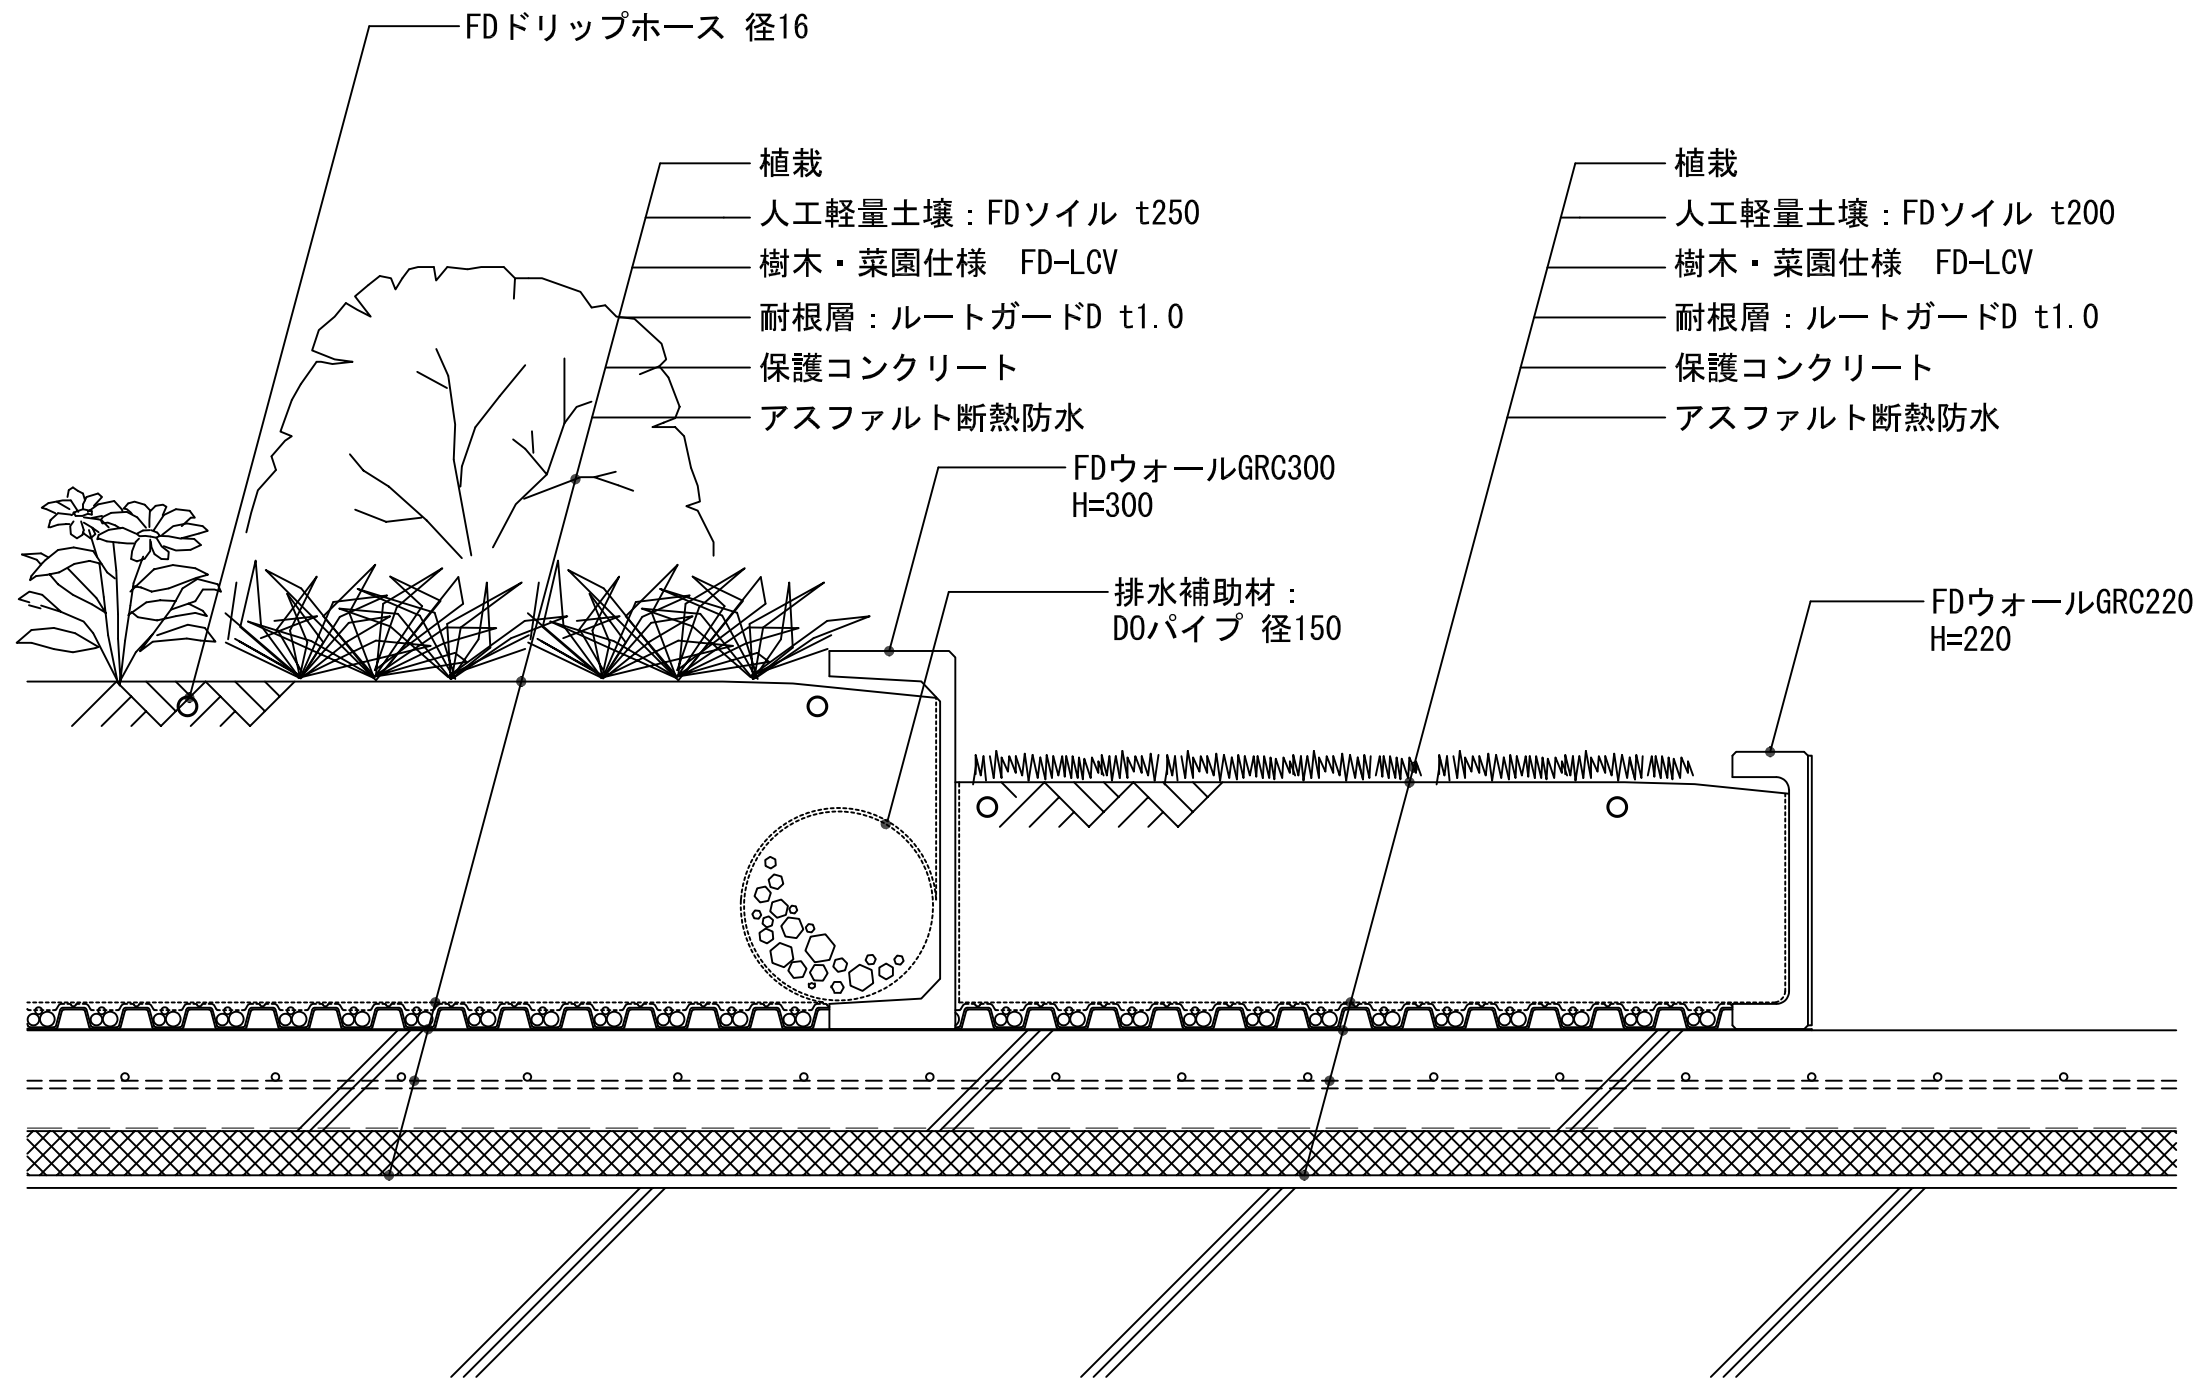 FDドリップホース 径16
植栽
人工軽量土壌：FDソイル t250
樹木・菜園仕様　FD-LCV
耐根層：ルートガードD t1.0
保護コンクリート
アスファルト断熱防水
植栽
人工軽量土壌：FDソイル t200
樹木・菜園仕様　FD-LCV
耐根層：ルートガードD t1.0
保護コンクリート
アスファルト断熱防水
FDウォールGRC300
H=300
排水補助材：
DOパイプ 径150
FDウォールGRC220
H=220